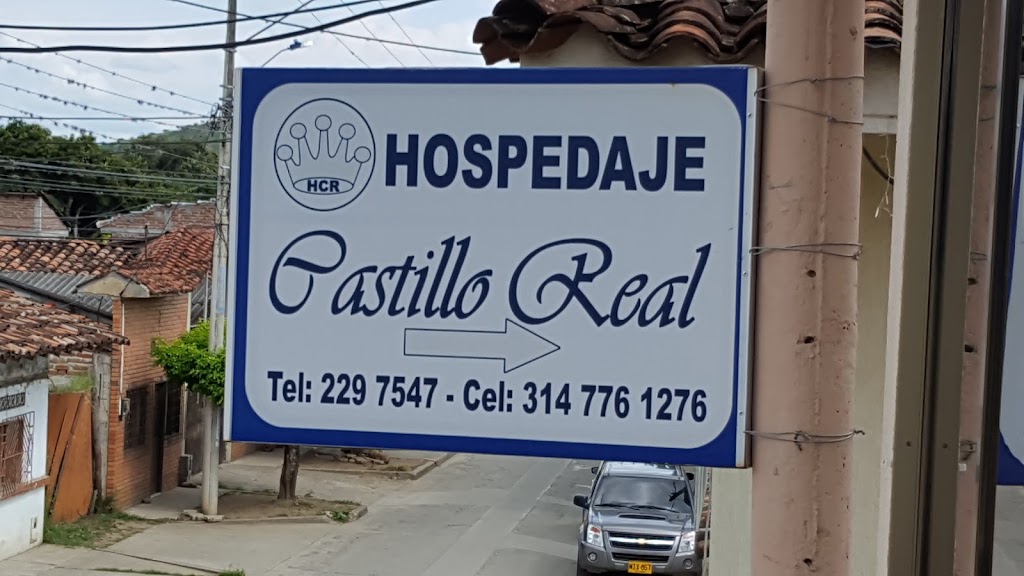 HCR
HOSPEDAJE
Castillo Real
Tel: 229 7547 - Cel: 314 776 1276